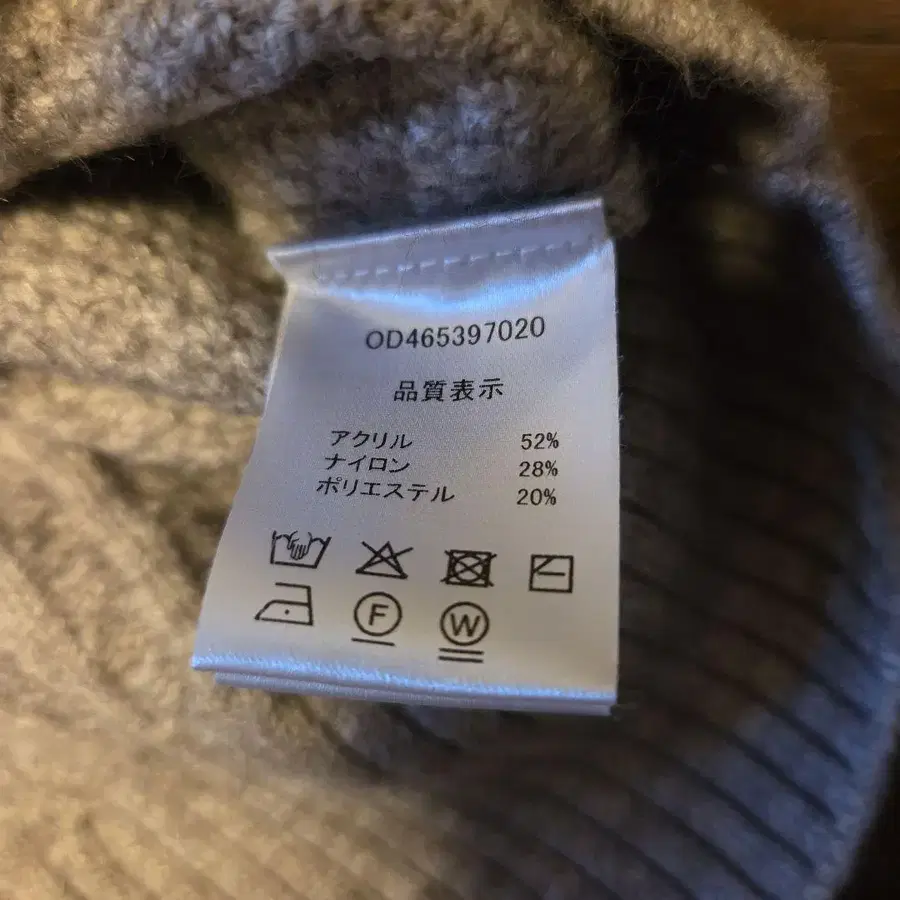 OD465397020
品質表示
アクリル 52%
ナイロン 28%
ポリエステル 20%
F W